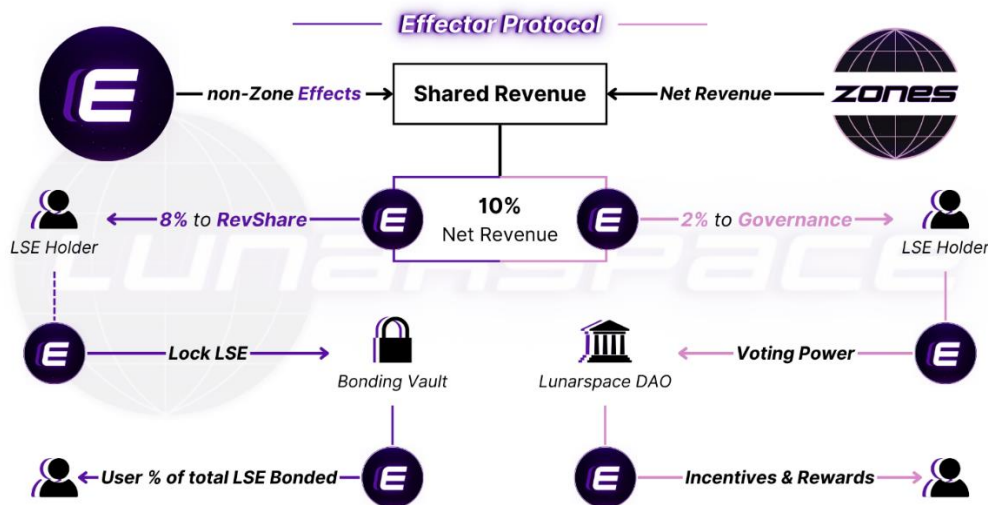 Effector Protocol
E
non-Zone Effects
Shared Revenue
Net Revenue
ZONES
8% to RevShare
E
10%
Net Revenue
E
2% to Governance
LSE Holder
LSE Holder
LUNARSPACE
E
Lock LSE
Bonding Vault
Lunarspace DAO
Voting Power
E
User % of total LSE Bonded
E
E
Incentives & Rewards